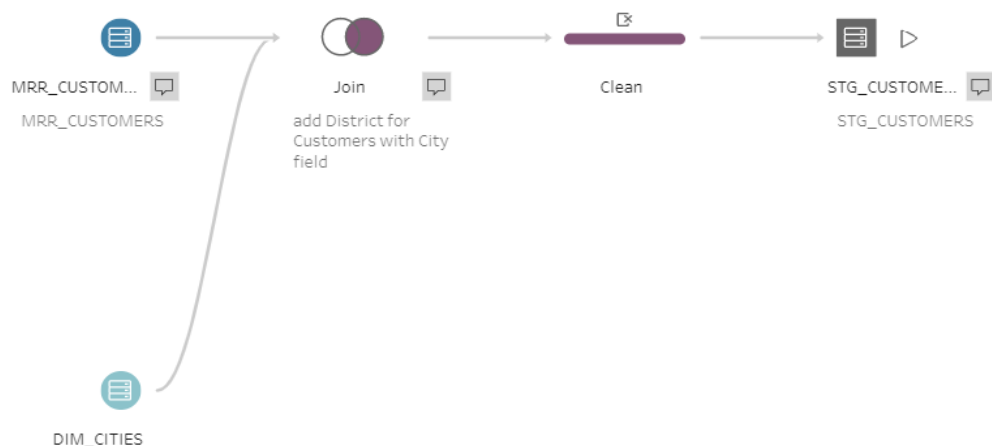 MRR_CUSTOM...
MRR_CUSTOMERS
Join
add District for
Customers with City
field
Clean
STG_CUSTOME...
STG_CUSTOMERS
DIM_CITIES